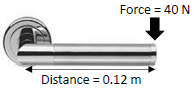 Force = 40 N
Distance = 0.12 m